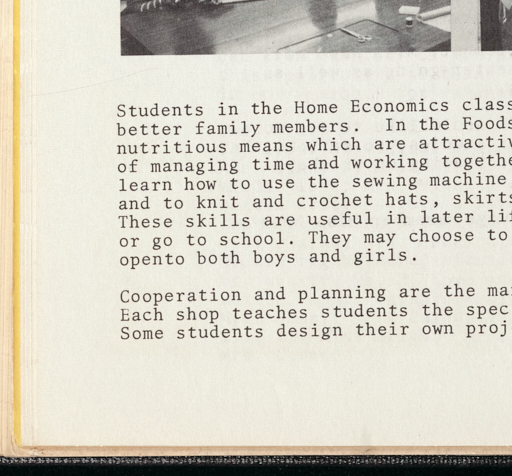 Students in the Home Economics class
better family members. In the Foods
nutritious means which are attractiv
of managing time and working togethe
learn how to use the sewing machine
and to knit and crochet hats, skirts
These skills are useful in later lif
or go to school. They may choose to
opento both boys and girls.
Cooperation and planning are the mai
Each shop teaches students the spec
Some students design their own proj